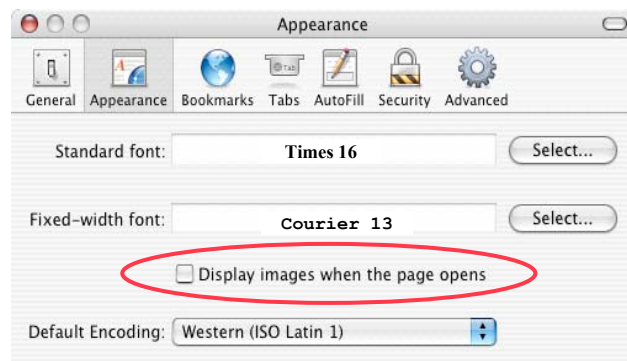 Appearance
General Appearance Bookmarks Tabs AutoFill Security Advanced
Standard font: Times 16 Select...
Fixed-width font: Courier 13 Select...
Display images when the page opens
Default Encoding: Western (ISO Latin 1)